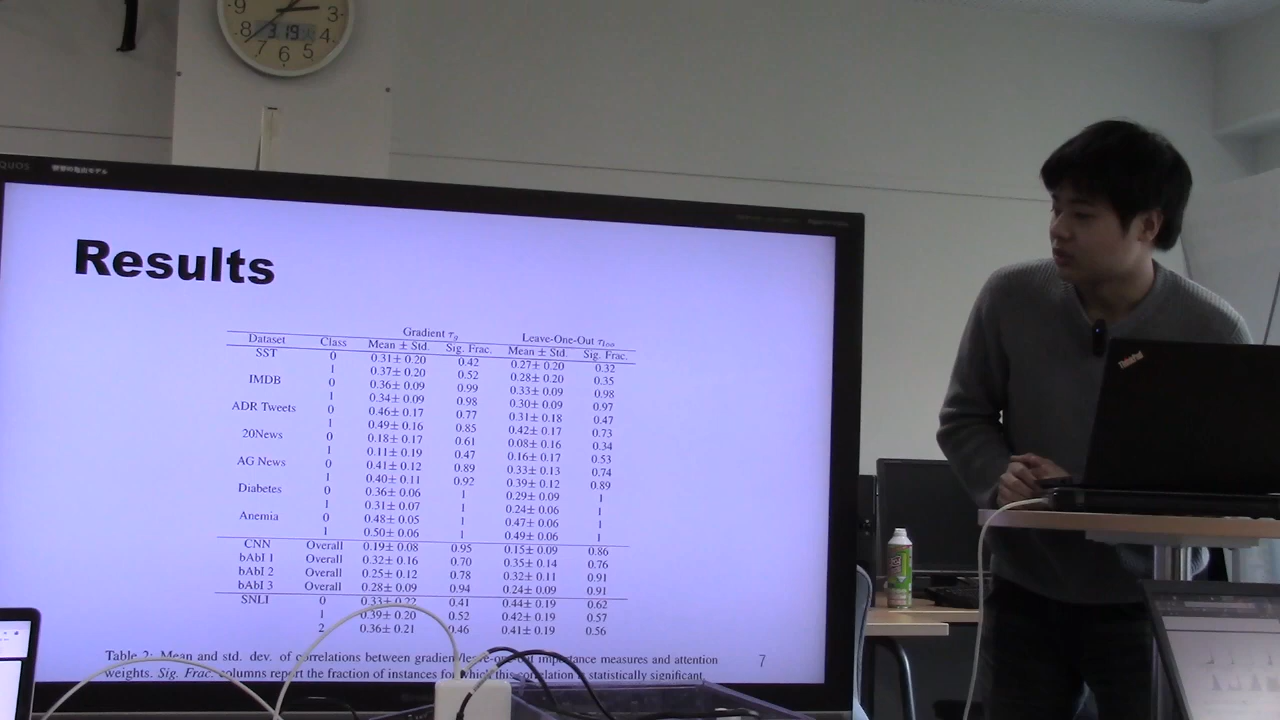 9
3
8
3.19
4
7
6
5
QUOS
Results
Gradient τg Leave-One-Out τloo
Dataset Class Mean ± Std. Sig. Frac. Mean ± Std. Sig. Frac.
SST 0 0.31± 0.20 0.42 0.27± 0.20 0.32
1 0.37± 0.20 0.52 0.28± 0.20 0.35
IMDB 0 0.36± 0.09 0.99 0.33± 0.09 0.98
1 0.34± 0.09 0.98 0.30± 0.09 0.97
ADR Tweets 0 0.46± 0.17 0.77 0.31± 0.18 0.47
1 0.49± 0.16 0.85 0.42± 0.17 0.73
20News 0 0.18± 0.17 0.61 0.08± 0.16 0.34
1 0.11± 0.19 0.47 0.16± 0.17 0.53
AG News 0 0.41± 0.12 0.89 0.33± 0.13 0.74
1 0.40± 0.11 0.92 0.39± 0.12 0.89
Diabetes 0 0.36± 0.06 1 0.29± 0.09 1
1 0.31± 0.07 1 0.24± 0.06 1
Anemia 0 0.48± 0.05 1 0.47± 0.06 1
1 0.50± 0.06 1 0.49± 0.06 1
CNN Overall 0.19± 0.08 0.95 0.15± 0.09 0.86
bAbI 1 Overall 0.32± 0.16 0.70 0.35± 0.14 0.76
bAbI 2 Overall 0.25± 0.12 0.78 0.32± 0.11 0.91
bAbI 3 Overall 0.28± 0.09 0.94 0.24± 0.09 0.91
SNLI 0 0.33± 0.22 0.41 0.44± 0.19 0.62
1 0.39± 0.20 0.52 0.42± 0.19 0.57
2 0.36± 0.21 0.46 0.41± 0.19 0.56
Table 2: Mean and std. dev. of correlations between gradient/leave-one-out importance measures and attention
weights. Sig. Frac. columns report the fraction of instances for which this correlation is statistically significant.
7
ThinkPad